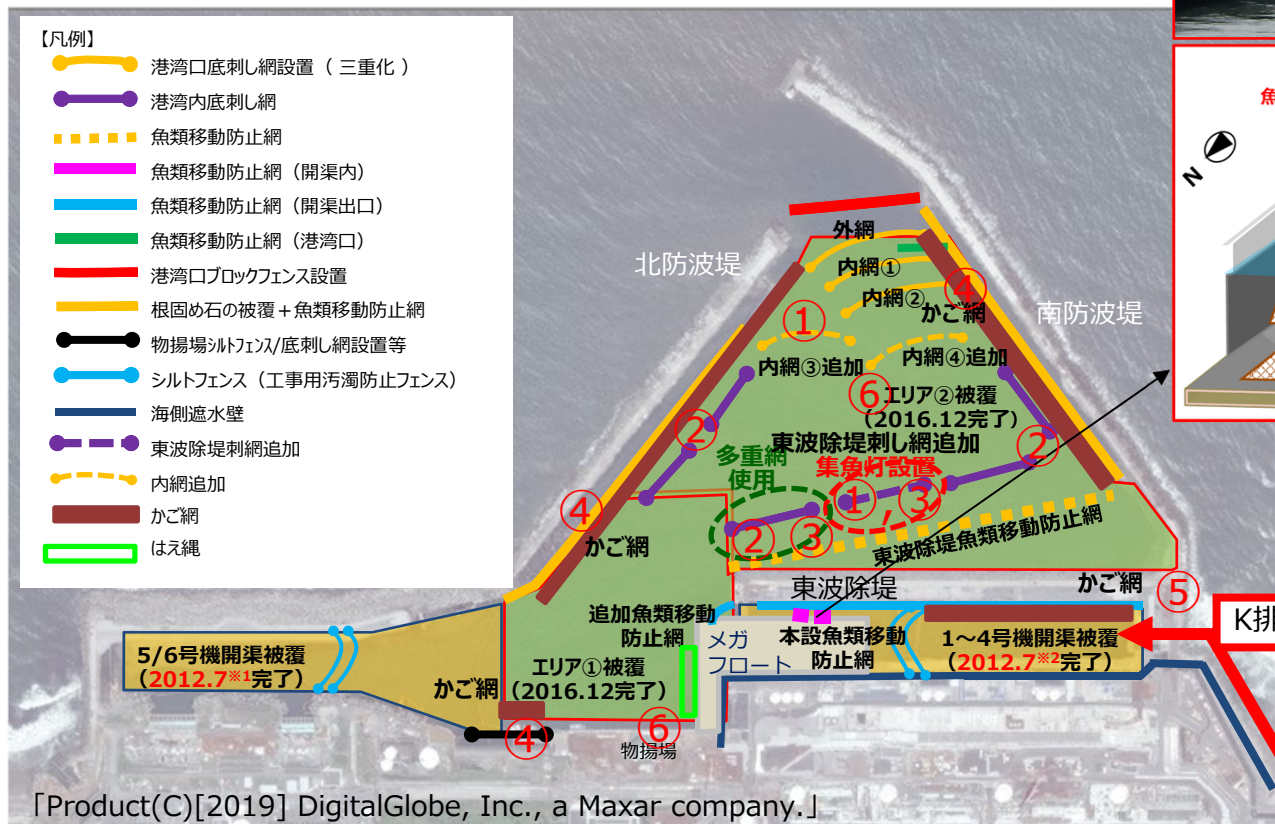 【凡例】
港湾口底刺し網設置（ 三重化 ）
港湾内底刺し網
魚類移動防止網
魚類移動防止網（開渠内）
魚類移動防止網（開渠出口）
魚類移動防止網（港湾口）
港湾口ブロックフェンス設置
根固め石の被覆＋魚類移動防止網
物揚場シルトフェンス/底刺し網設置等
シルトフェンス（工事用汚濁防止フェンス）
海側遮水壁
東波除堤刺網追加
内網追加
かご網
はえ縄
魚
N
外網
北防波堤
内網①
内網②
④
かご網
南防波堤
①
内網③追加
内網④追加
⑥
エリア②被覆
（2016.12完了）
②
東波除堤刺し網追加
②
多重網
使用
集魚灯設置
①
③
④
②
③
かご網
東波除堤魚類移動防止網
東波除堤
かご網
⑤
追加魚類移動
防止網
メガ
フロート
本設魚類移動
防止網
1～4号機開渠被覆
（2012.7※2完了）
K排
5/6号機開渠被覆
（2012.7※1完了）
エリア①被覆
（2016.12完了）
かご網
④
⑥
物揚場
「Product(C)[2019] DigitalGlobe, Inc., a Maxar company.」